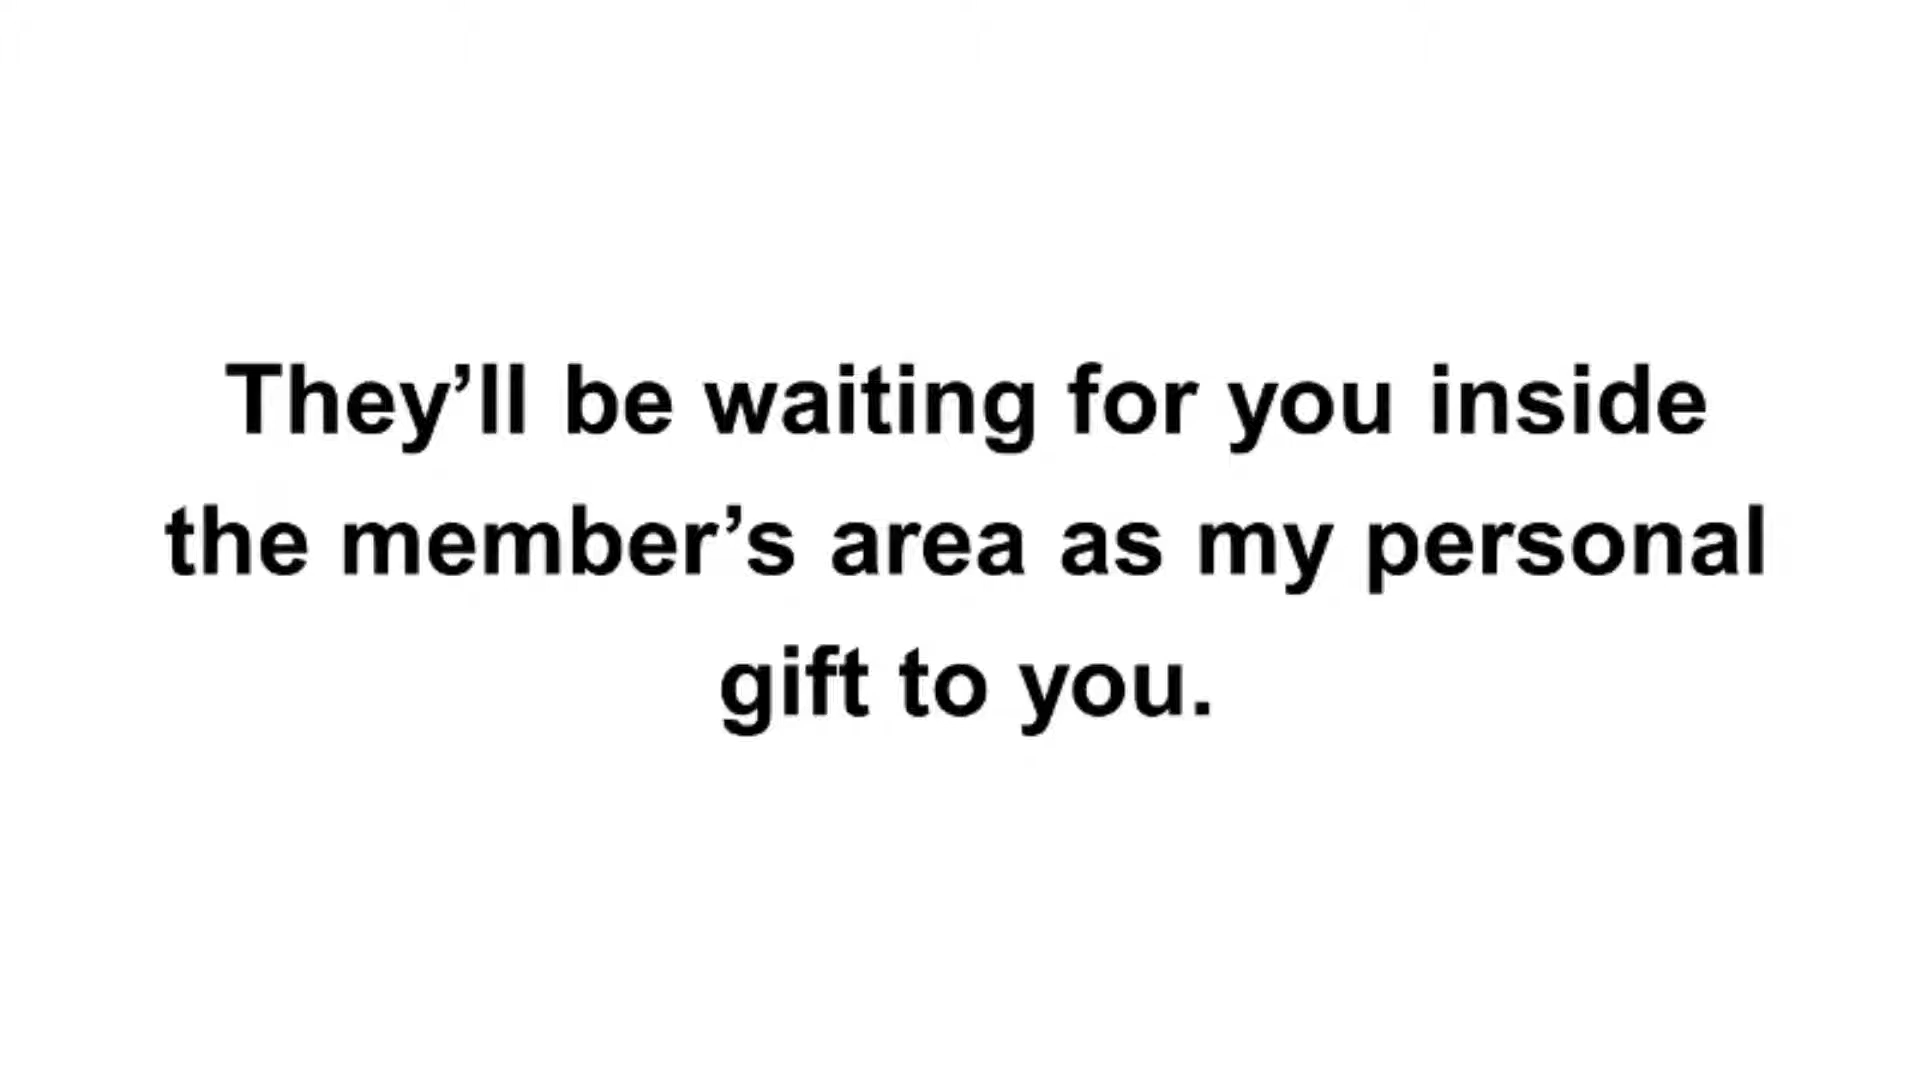 They’ll be waiting for you inside
the member’s area as my personal
gift to you.